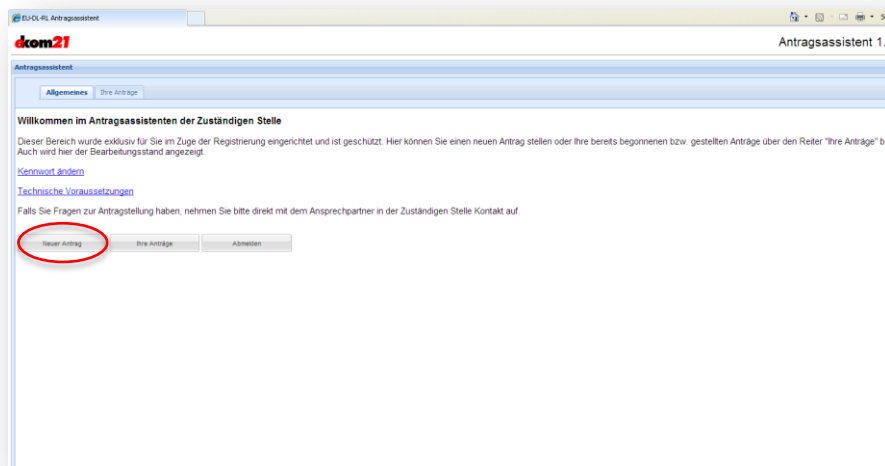 EU-DL-RL Antragsassistent
ekom21
Antragsassistent 1.
Antragsassistent
Allgemeines Ihre Anträge
Willkommen im Antragsassistenten der Zuständigen Stelle
Dieser Bereich wurde exklusiv für Sie im Zuge der Registrierung eingerichtet und ist geschützt. Hier können Sie einen neuen Antrag stellen oder Ihre bereits begonnenen bzw. gestellten Anträge über den Reiter "Ihre Anträge" b
Auch wird hier der Bearbeitungsstand angezeigt.
Kennwort ändern
Technische Voraussetzungen
Falls Sie Fragen zur Antragstellung haben, nehmen Sie bitte direkt mit dem Ansprechpartner in der Zuständigen Stelle Kontakt auf.
Neuer Antrag Ihre Anträge Abmelden